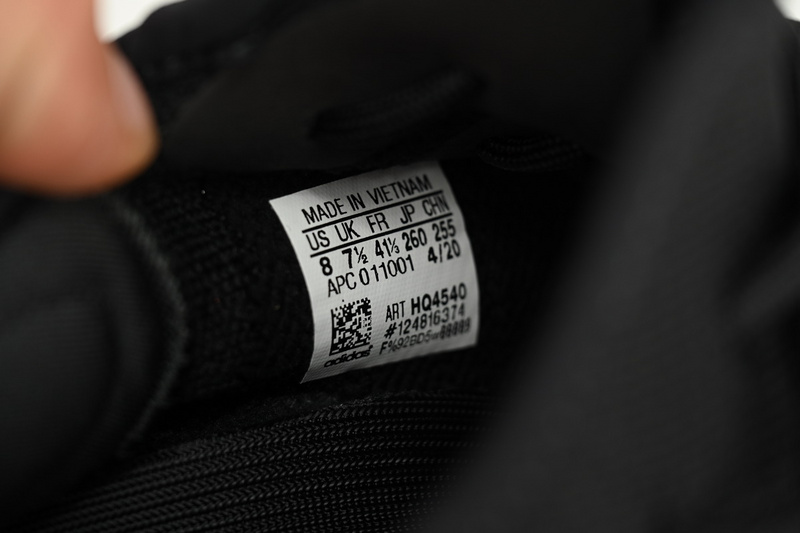 MADE IN VIETNAM
US UK FR JP CHN
8 7½ 41⅓ 260 255
APC 011001 4/20
ART HQ4540
#124816374
adidas